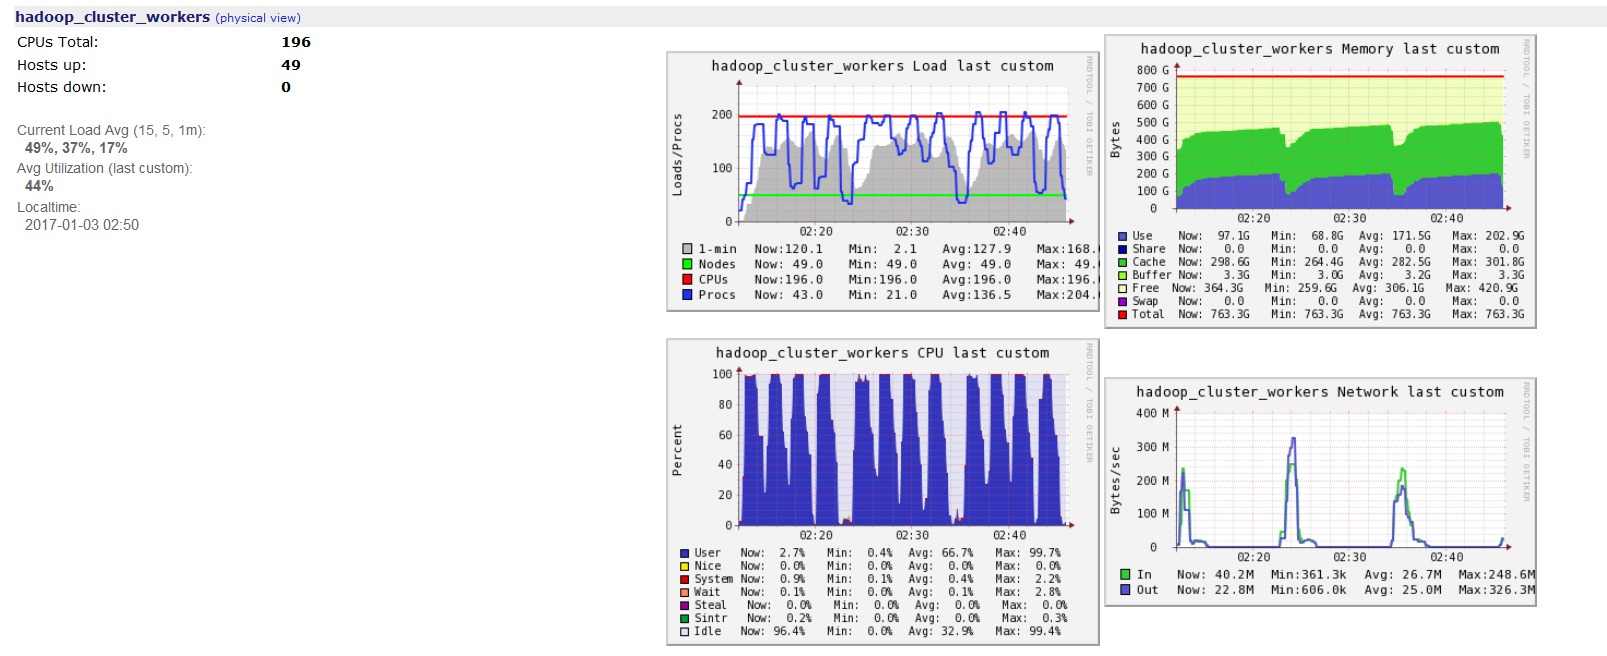 hadoop_cluster_workers (physical view)
CPUs Total: 196
Hosts up: 49
Hosts down: 0
Current Load Avg (15, 5, 1m):
49%, 37%, 17%
Avg Utilization (last custom):
44%
Localtime:
2017-01-03 02:50
hadoop_cluster_workers Load last custom
RRDTOOL / TOBI OETIKER
Loads/Procs
200
100
0
02:20 02:30 02:40
1-min Now:120.1 Min: 2.1 Avg:127.9 Max:168.
Nodes Now: 49.0 Min: 49.0 Avg: 49.0 Max: 49.
CPUs Now:196.0 Min:196.0 Avg:196.0 Max:196.
Procs Now: 43.0 Min: 21.0 Avg:136.5 Max:204.
hadoop_cluster_workers Memory last custom
RRDTOOL / TOBI OETIKER
Bytes
800 G
700 G
600 G
500 G
400 G
300 G
200 G
100 G
0
02:20 02:30 02:40
Use Now: 97.1G Min: 68.8G Avg: 171.5G Max: 202.9G
Share Now: 0.0 Min: 0.0 Avg: 0.0 Max: 0.0
Cache Now: 298.6G Min: 264.4G Avg: 282.5G Max: 301.8G
Buffer Now: 3.3G Min: 3.0G Avg: 3.2G Max: 3.3G
Free Now: 364.3G Min: 259.6G Avg: 306.1G Max: 420.9G
Swap Now: 0.0 Min: 0.0 Avg: 0.0 Max: 0.0
Total Now: 763.3G Min: 763.3G Avg: 763.3G Max: 763.3G
hadoop_cluster_workers CPU last custom
RRDTOOL / TOBI OETIKER
Percent
100
80
60
40
20
0
02:20 02:30 02:40
User Now: 2.7% Min: 0.4% Avg: 66.7% Max: 99.7%
Nice Now: 0.0% Min: 0.0% Avg: 0.0% Max: 0.0%
System Now: 0.9% Min: 0.1% Avg: 0.4% Max: 2.2%
Wait Now: 0.1% Min: 0.0% Avg: 0.1% Max: 2.8%
Steal Now: 0.0% Min: 0.0% Avg: 0.0% Max: 0.0%
Sintr Now: 0.2% Min: 0.0% Avg: 0.0% Max: 0.3%
Idle Now: 96.4% Min: 0.0% Avg: 32.9% Max: 99.4%
hadoop_cluster_workers Network last custom
RRDTOOL / TOBI OETIKER
Bytes/sec
400 M
300 M
200 M
100 M
0
02:20 02:30 02:40
In Now: 40.2M Min:361.3k Avg: 26.7M Max:248.6M
Out Now: 22.8M Min:606.0k Avg: 25.0M Max:326.3M